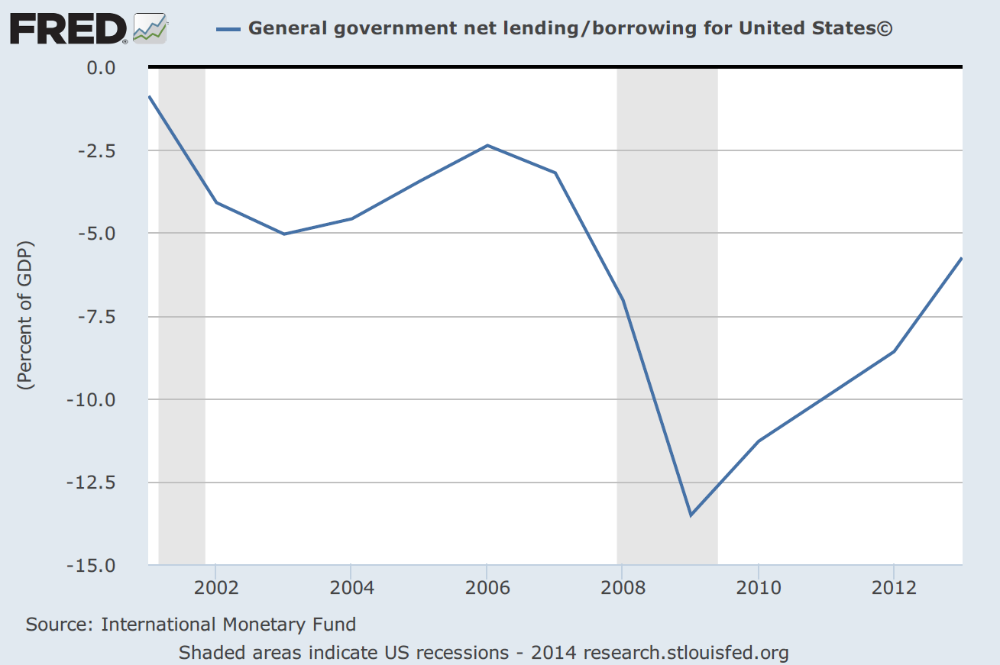 FRED®
General government net lending/borrowing for United States©
0.0
-2.5
-5.0
-7.5
-10.0
-12.5
-15.0
(Percent of GDP)
2002 2004 2006 2008 2010 2012
Source: International Monetary Fund
Shaded areas indicate US recessions - 2014 research.stlouisfed.org